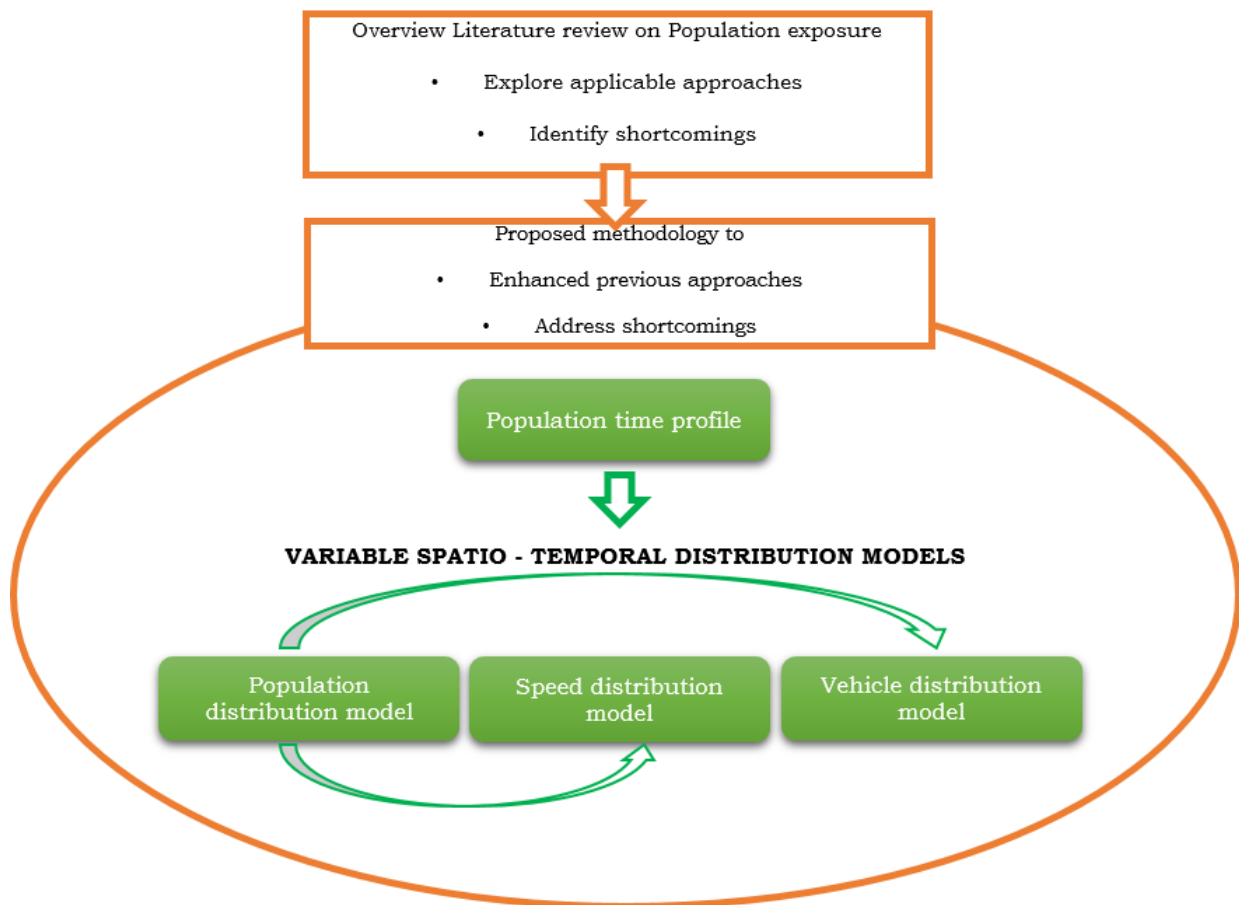 Overview Literature review on Population exposure
• Explore applicable approaches
• Identify shortcomings
Proposed methodology to
• Enhanced previous approaches
• Address shortcomings
Population time profile
VARIABLE SPATIO - TEMPORAL DISTRIBUTION MODELS
Population
distribution model
Speed distribution
model
Vehicle distribution
model